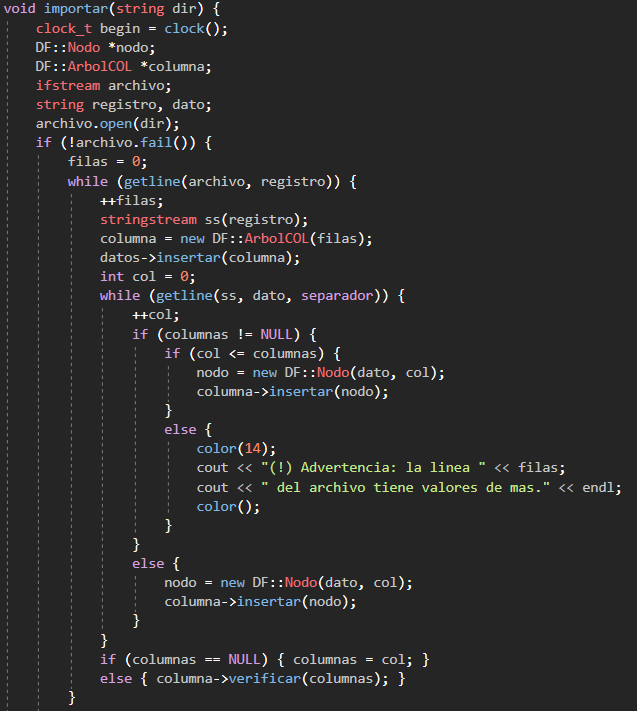 void importar(string dir) {
    clock_t begin = clock();
    DF::Nodo *nodo;
    DF::ArbolCOL *columna;
    ifstream archivo;
    string registro, dato;
    archivo.open(dir);
    if (!archivo.fail()) {
        filas = 0;
        while (getline(archivo, registro)) {
            ++filas;
            stringstream ss(registro);
            columna = new DF::ArbolCOL(filas);
            datos->insertar(columna);
            int col = 0;
            while (getline(ss, dato, separador)) {
                ++col;
                if (columnas != NULL) {
                    if (col <= columnas) {
                        nodo = new DF::Nodo(dato, col);
                        columna->insertar(nodo);
                    }
                    else {
                        color(14);
                        cout << "(!) Advertencia: la linea " << filas;
                        cout << " del archivo tiene valores de mas." << endl;
                        color();
                    }
                }
                else {
                    nodo = new DF::Nodo(dato, col);
                    columna->insertar(nodo);
                }
            }
            if (columnas == NULL) { columnas = col; }
            else { columna->verificar(columnas); }
        }